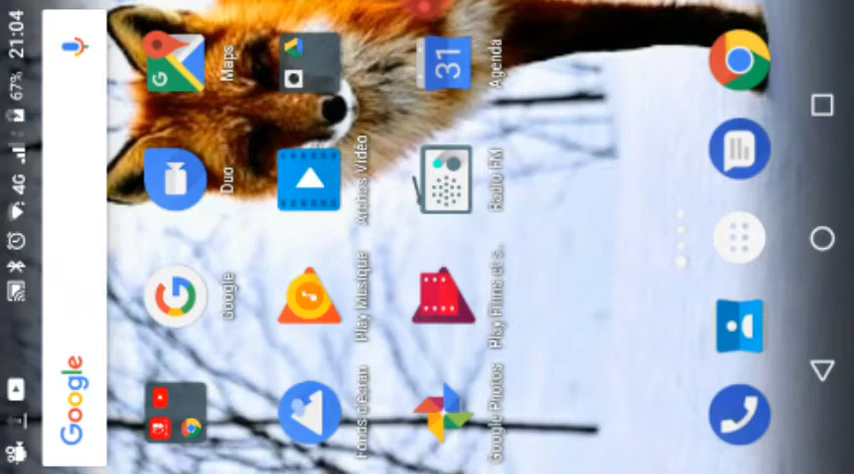 4G 67% 21:04
Google
Google Duo Maps
G
Fonds d'écran Play Musique Archos Vidéo
Google Photos Play Films et s.. Radio FM Agenda
31